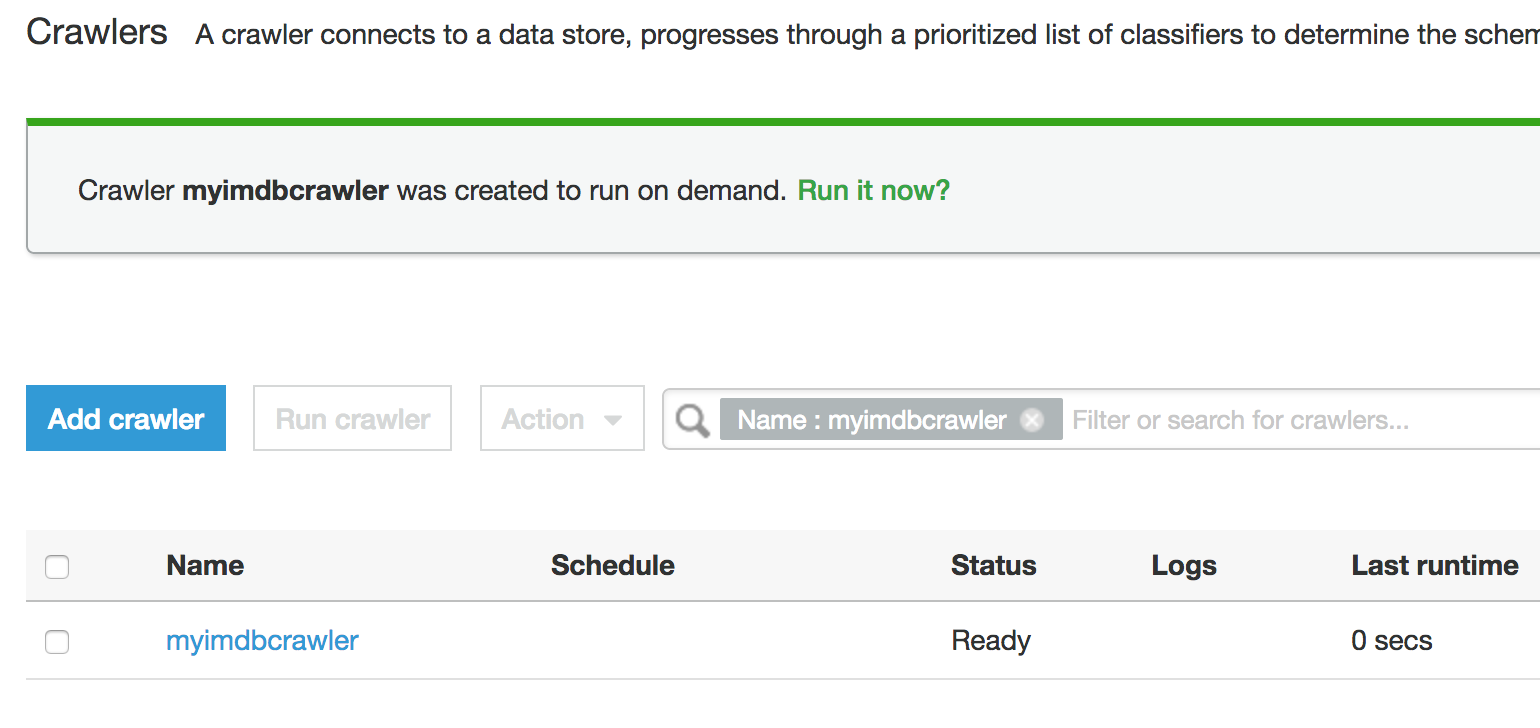 Crawlers A crawler connects to a data store, progresses through a prioritized list of classifiers to determine the schem
Crawler myimdbcrawler was created to run on demand. Run it now?
Add crawler Run crawler Action Name : myimdbcrawler Filter or search for crawlers...
Name Schedule Status Logs Last runtime
myimdbcrawler Ready 0 secs